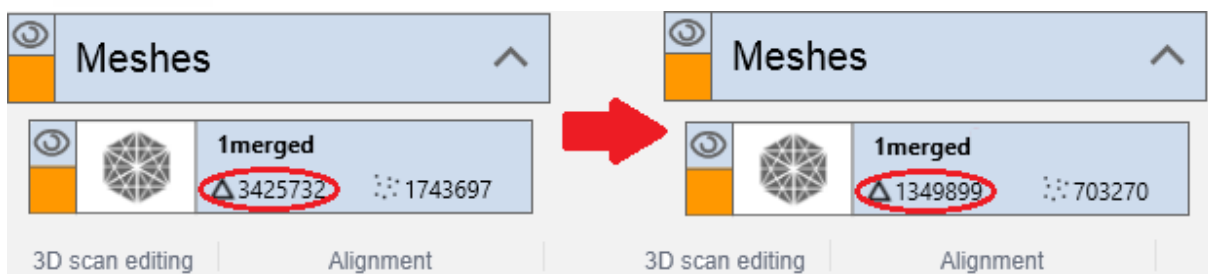 Meshes
1merged
3425732 1743697
3D scan editing Alignment
Meshes
1merged
1349899 703270
3D scan editing Alignment